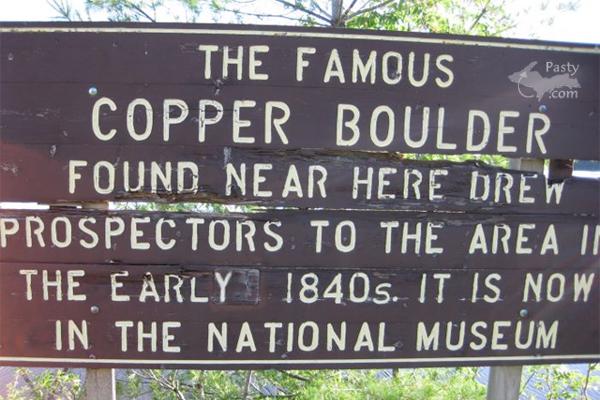 THE FAMOUS
COPPER BOULDER
FOUND NEAR HERE DREW
PROSPECTORS TO THE AREA IN
THE EARLY 1840s. IT IS NOW
IN THE NATIONAL MUSEUM
Pasty
.com